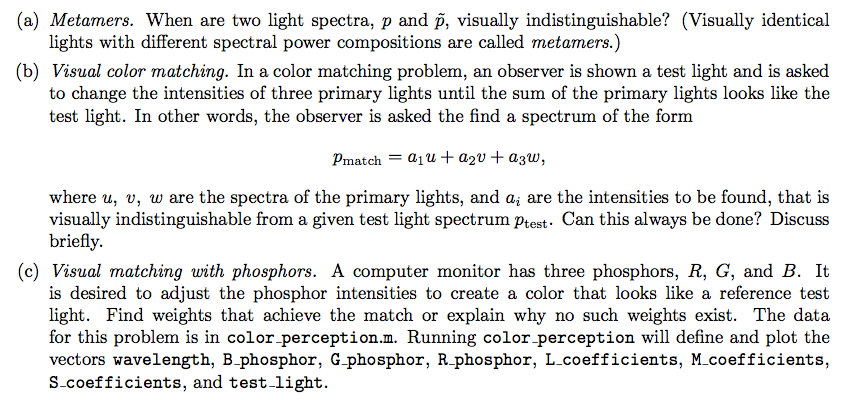 (a) Metamers. When are two light spectra, p and p̃, visually indistinguishable? (Visually identical
lights with different spectral power compositions are called metamers.)
(b) Visual color matching. In a color matching problem, an observer is shown a test light and is asked
to change the intensities of three primary lights until the sum of the primary lights looks like the
test light. In other words, the observer is asked the find a spectrum of the form
p_match = a_1u + a_2v + a_3w,
where u, v, w are the spectra of the primary lights, and a_i are the intensities to be found, that is
visually indistinguishable from a given test light spectrum p_test. Can this always be done? Discuss
briefly.
(c) Visual matching with phosphors. A computer monitor has three phosphors, R, G, and B. It
is desired to adjust the phosphor intensities to create a color that looks like a reference test
light. Find weights that achieve the match or explain why no such weights exist. The data
for this problem is in color_perception.m. Running color_perception will define and plot the
vectors wavelength, B_phosphor, G_phosphor, R_phosphor, L_coefficients, M_coefficients,
S_coefficients, and test_light.